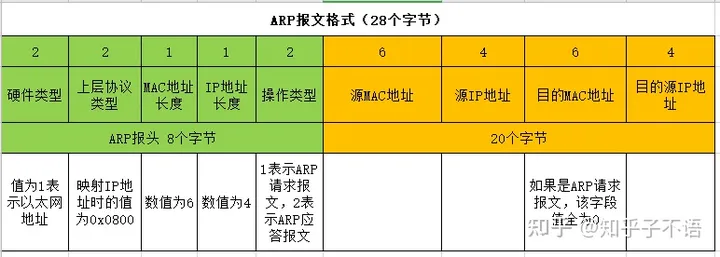 ARP报文格式（28个字节）
2 2 1 1 2 6 4 6 4
硬件类型
上层协议
类型
MAC地址
长度
IP地址
长度
操作类型
源MAC地址
源IP地址
目的MAC地址
目的源IP地
址
ARP报头 8个字节
20个字节
值为1表
示以太网
地址
映射IP地
址时的值
为0x0800
数值为6
数值为4
1表示ARP
请求报
文，2表
示ARP应
答报文
如果是ARP请求
报文，该字段
值全为0
知乎 @知乎子不语